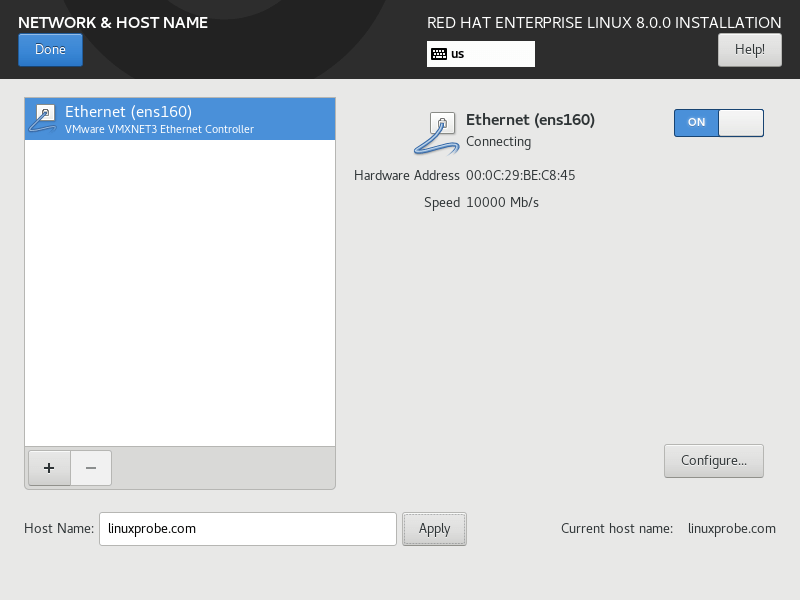 NETWORK & HOST NAME
RED HAT ENTERPRISE LINUX 8.0.0 INSTALLATION
Done
us
Help!
Ethernet (ens160)
VMware VMXNET3 Ethernet Controller
Ethernet (ens160)
Connecting
ON
Hardware Address 00:0C:29:BE:C8:45
Speed 10000 Mb/s
+ −
Configure...
Host Name: linuxprobe.com Apply Current host name: linuxprobe.com